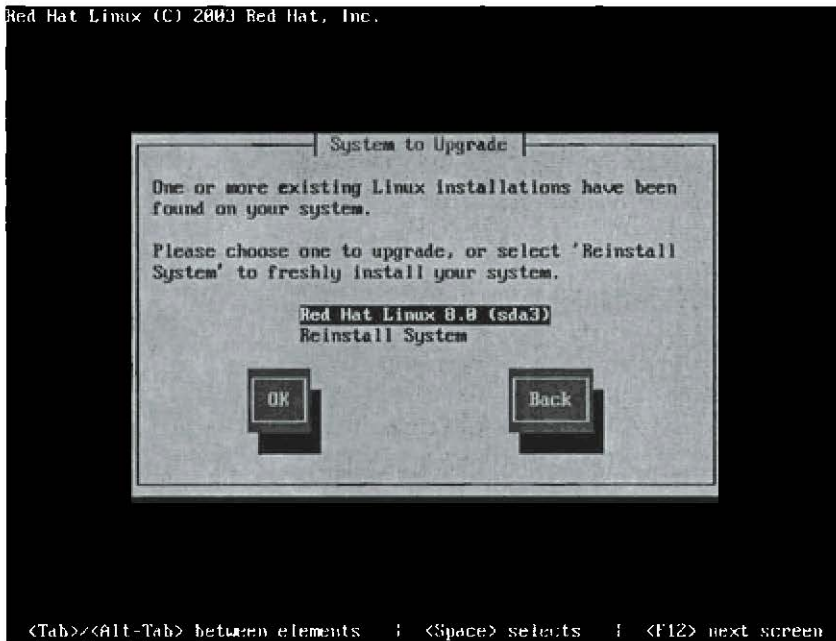 Red Hat Linux (C) 2003 Red Hat, Inc.
System to Upgrade
One or more existing Linux installations have been
found on your system.
Please choose one to upgrade, or select 'Reinstall
System' to freshly install your system.
Red Hat Linux 8.0 (sda3)
Reinstall System
OK
Back
<Tab>/<Alt-Tab> between elements | <Space> selects | <F12> next screen